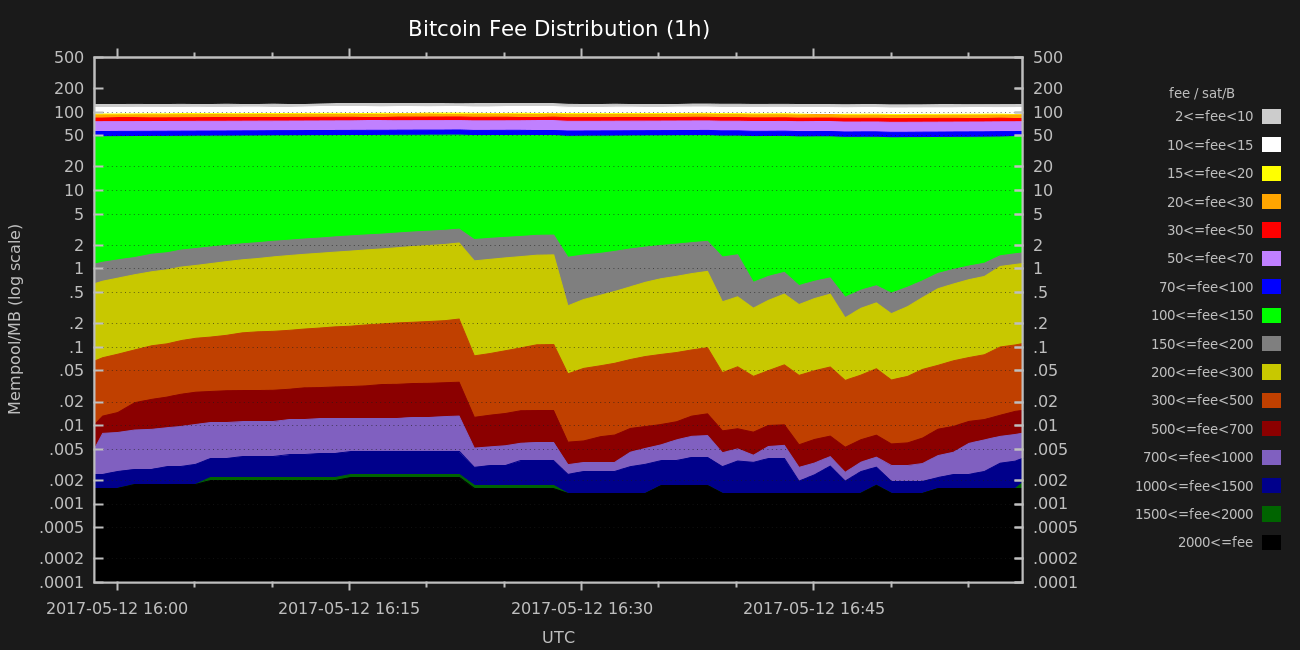 Bitcoin Fee Distribution (1h)
Mempool/MB (log scale)
500
200
100
50
20
10
5
2
1
.5
.2
.1
.05
.02
.01
.005
.002
.001
.0005
.0002
.0001
500
200
100
50
20
10
5
2
1
.5
.2
.1
.05
.02
.01
.005
.002
.001
.0005
.0002
.0001
2017-05-12 16:00 2017-05-12 16:15 2017-05-12 16:30 2017-05-12 16:45
UTC
fee / sat/B
2<=fee<10
10<=fee<15
15<=fee<20
20<=fee<30
30<=fee<50
50<=fee<70
70<=fee<100
100<=fee<150
150<=fee<200
200<=fee<300
300<=fee<500
500<=fee<700
700<=fee<1000
1000<=fee<1500
1500<=fee<2000
2000<=fee